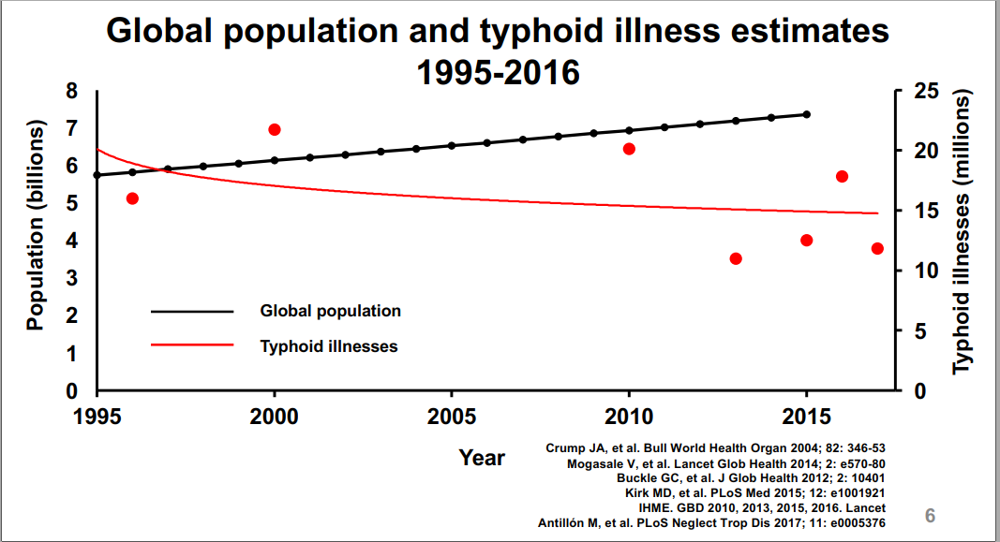 Global population and typhoid illness estimates
1995-2016
Population (billions)
8
7
6
5
4
3
2
1
0
25
20
15
10
5
0
Typhoid illnesses (millions)
Global population
Typhoid illnesses
1995
2000
2005
2010
2015
Year
Crump JA, et al. Bull World Health Organ 2004; 82: 346-53
Mogasale V, et al. Lancet Glob Health 2014; 2: e570-80
Buckle GC, et al. J Glob Health 2012; 2: 10401
Kirk MD, et al. PLoS Med 2015; 12: e1001921
IHME. GBD 2010, 2013, 2015, 2016. Lancet
Antillón M, et al. PLoS Neglect Trop Dis 2017; 11: e0005376
6